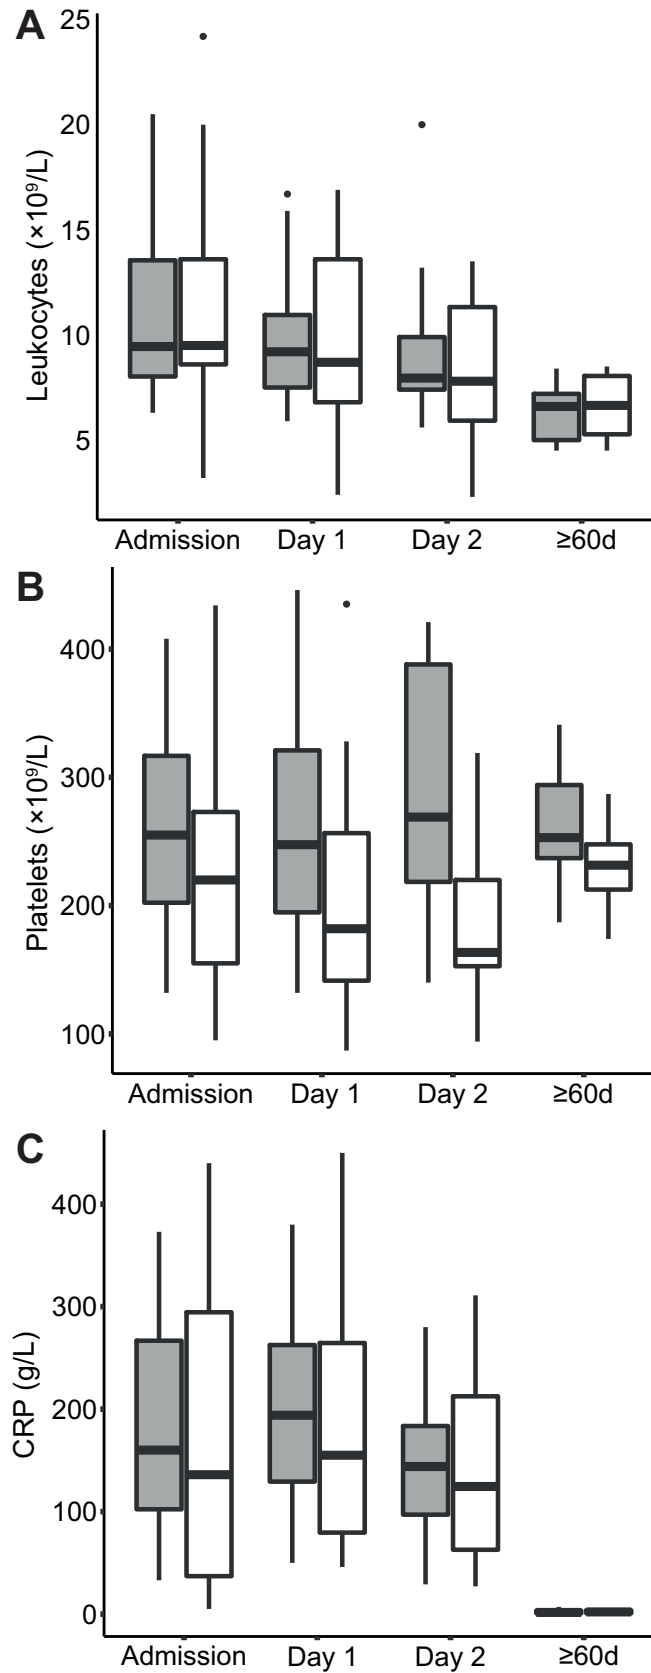 A
25
20
15
10
5
Leukocytes (×10⁹/L)
Admission Day 1 Day 2 ≥60d
B
400
300
200
100
Platelets (×10⁹/L)
Admission Day 1 Day 2 ≥60d
C
400
300
200
100
0
CRP (g/L)
Admission Day 1 Day 2 ≥60d